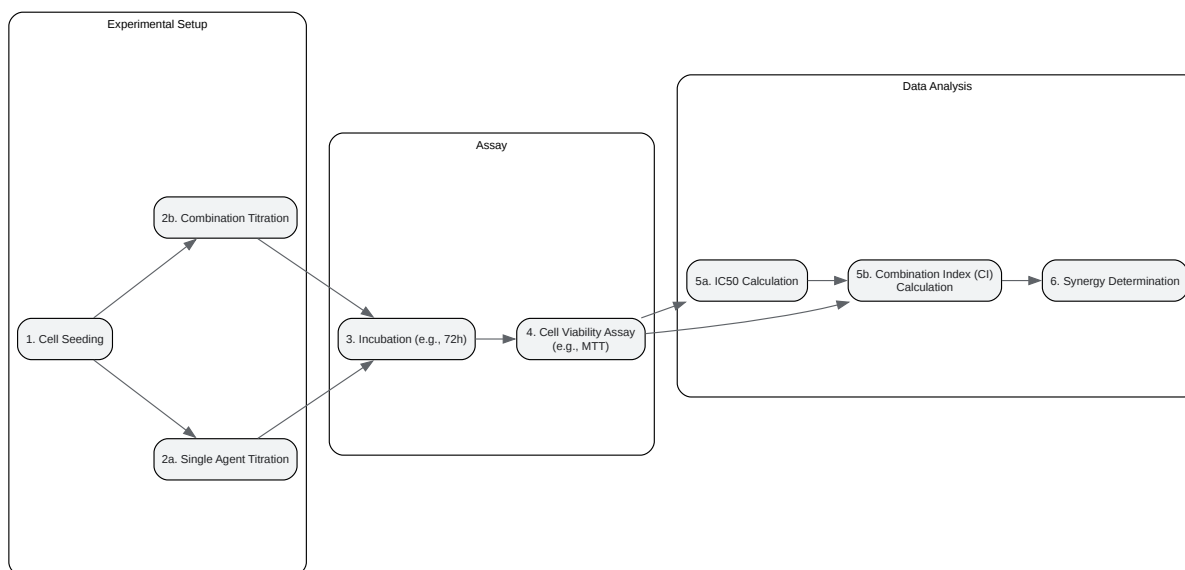 Experimental Setup
1. Cell Seeding
2b. Combination Titration
2a. Single Agent Titration
Assay
3. Incubation (e.g., 72h)
4. Cell Viability Assay
(e.g., MTT)
Data Analysis
5a. IC50 Calculation
5b. Combination Index (CI)
Calculation
6. Synergy Determination